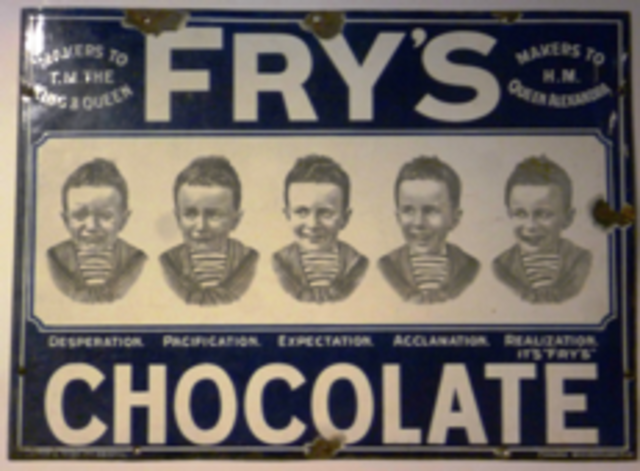 MAKERS TO
T.M. THE
KING & QUEEN
FRY'S
MAKERS TO
H.M.
QUEEN ALEXANDRA
DESPERATION. PACIFICATION. EXPECTATION. ACCLAMATION. REALIZATION.
IT'S "FRY'S"
CHOCOLATE